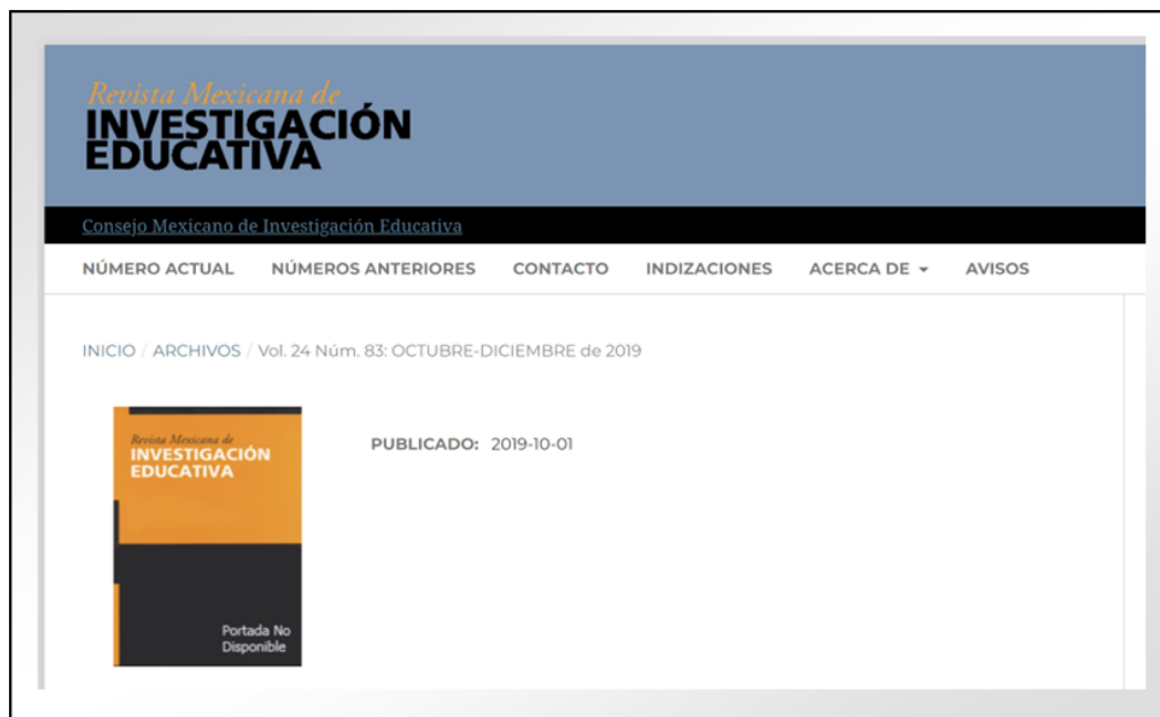 Revista Mexicana de
INVESTIGACIÓN
EDUCATIVA
Consejo Mexicano de Investigación Educativa
NÚMERO ACTUAL NÚMEROS ANTERIORES CONTACTO INDIZACIONES ACERCA DE AVISOS
INICIO / ARCHIVOS / Vol. 24 Núm. 83: OCTUBRE-DICIEMBRE de 2019
Revista Mexicana de
INVESTIGACIÓN
EDUCATIVA
Portada No
Disponible
PUBLICADO: 2019-10-01